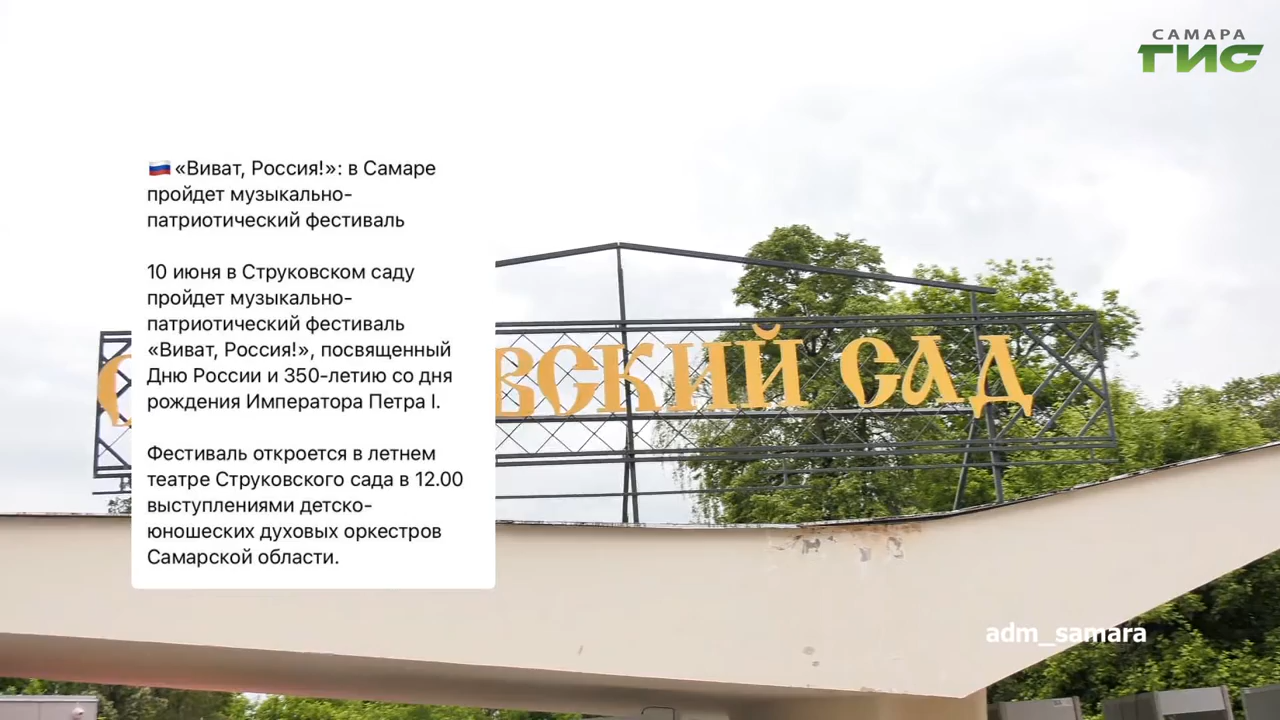 САМАРА
ГИС
«Виват, Россия!»: в Самаре
пройдет музыкально-
патриотический фестиваль
10 июня в Струковском саду
пройдет музыкально-
патриотический фестиваль
«Виват, Россия!», посвященный
Дню России и 350-летию со дня
рождения Императора Петра I.
Фестиваль откроется в летнем
театре Струковского сада в 12.00
выступлениями детско-
юношеских духовых оркестров
Самарской области.
С вский сад
adm_samara